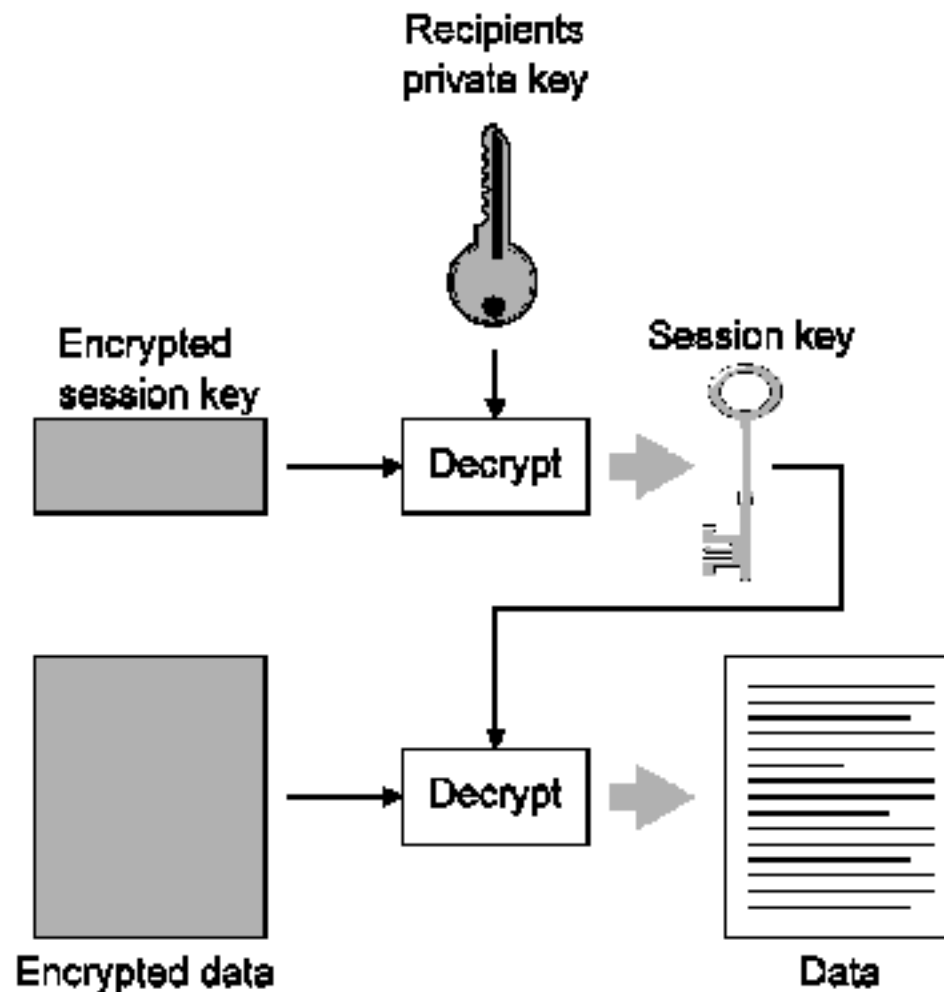 Recipients
private key
Encrypted
session key
Session key
Decrypt
Decrypt
Encrypted data
Data